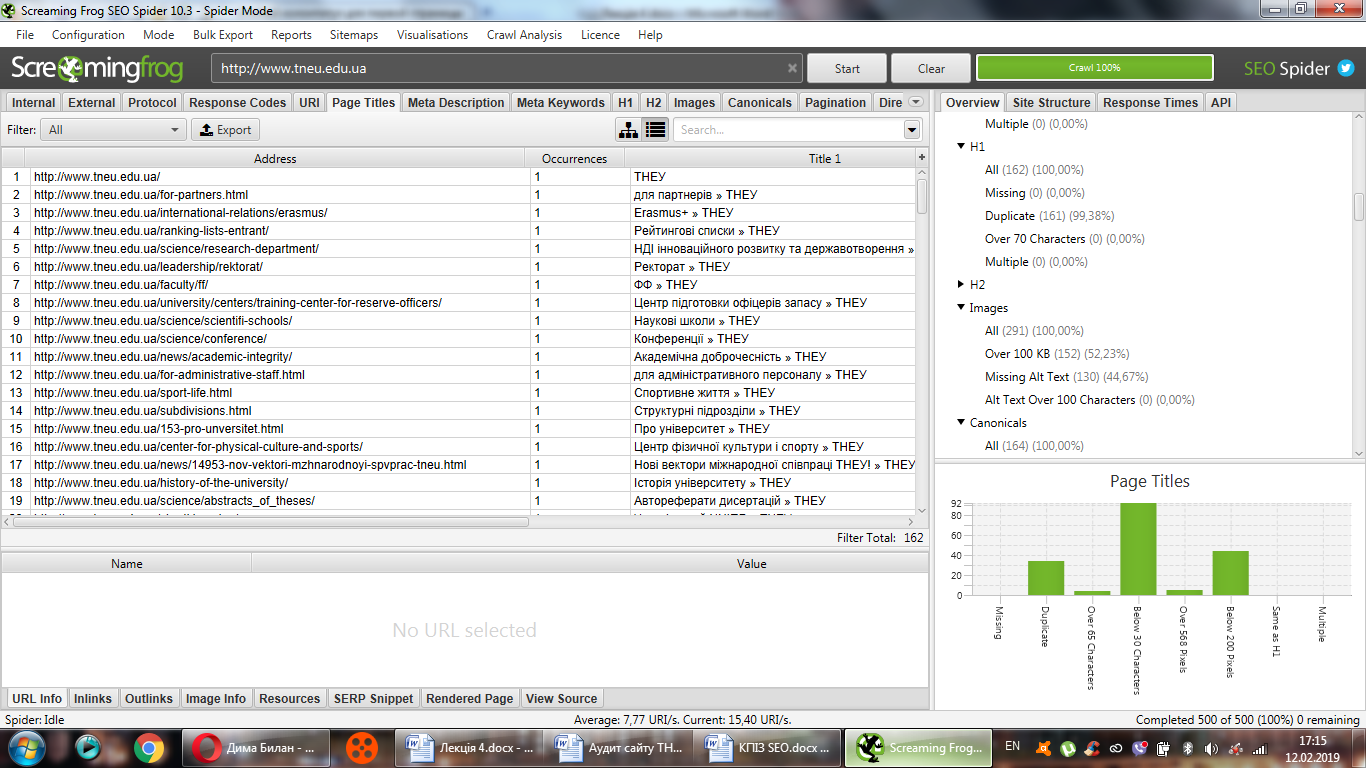 Screaming Frog SEO Spider 10.3 - Spider Mode
File Configuration Mode Bulk Export Reports Sitemaps Visualisations Crawl Analysis Licence Help
Screamingfrog http://www.tneu.edu.ua Start Clear Crawl 100% SEO Spider
Internal External Protocol Response Codes URI Page Titles Meta Description Meta Keywords H1 H2 Images Canonicals Pagination Dire
Filter: All Export Search...
Address Occurrences Title 1
1 http://www.tneu.edu.ua/ 1 ТНЕУ
2 http://www.tneu.edu.ua/for-partners.html 1 для партнерів » ТНЕУ
3 http://www.tneu.edu.ua/international-relations/erasmus/ 1 Erasmus+ » ТНЕУ
4 http://www.tneu.edu.ua/ranking-lists-entrant/ 1 Рейтингові списки » ТНЕУ
5 http://www.tneu.edu.ua/science/research-department/ 1 НДІ інноваційного розвитку та державотворення »
6 http://www.tneu.edu.ua/leadership/rektorat/ 1 Ректорат » ТНЕУ
7 http://www.tneu.edu.ua/faculty/ff/ 1 ФФ » ТНЕУ
8 http://www.tneu.edu.ua/university/centers/training-center-for-reserve-officers/ 1 Центр підготовки офіцерів запасу » ТНЕУ
9 http://www.tneu.edu.ua/science/scientifi-schools/ 1 Наукові школи » ТНЕУ
10 http://www.tneu.edu.ua/science/conference/ 1 Конференції » ТНЕУ
11 http://www.tneu.edu.ua/news/academic-integrity/ 1 Академічна доброчесність » ТНЕУ
12 http://www.tneu.edu.ua/for-administrative-staff.html 1 для адміністративного персоналу » ТНЕУ
13 http://www.tneu.edu.ua/sport-life.html 1 Спортивне життя » ТНЕУ
14 http://www.tneu.edu.ua/subdivisions.html 1 Структурні підрозділи » ТНЕУ
15 http://www.tneu.edu.ua/153-pro-unversitet.html 1 Про університет » ТНЕУ
16 http://www.tneu.edu.ua/center-for-physical-culture-and-sports/ 1 Центр фізичної культури і спорту » ТНЕУ
17 http://www.tneu.edu.ua/news/14953-nov-vektori-mzhnarodnoyi-spvprac-tneu.html 1 Нові вектори міжнародної співпраці ТНЕУ! » ТНЕУ
18 http://www.tneu.edu.ua/history-of-the-university/ 1 Історія університету » ТНЕУ
19 http://www.tneu.edu.ua/science/abstracts_of_theses/ 1 Автореферати дисертацій » ТНЕУ
Filter Total: 162
Name Value
No URL selected
URL Info Inlinks Outlinks Image Info Resources SERP Snippet Rendered Page View Source
Overview Site Structure Response Times API
Multiple (0) (0,00%)
H1
All (162) (100,00%)
Missing (0) (0,00%)
Duplicate (161) (99,38%)
Over 70 Characters (0) (0,00%)
Multiple (0) (0,00%)
H2
Images
All (291) (100,00%)
Over 100 KB (152) (52,23%)
Missing Alt Text (130) (44,67%)
Alt Text Over 100 Characters (0) (0,00%)
Canonicals
All (164) (100,00%)
Page Titles
92
80
60
40
20
0
Missing
Duplicate
Over 65 Characters
Below 30 Characters
Over 568 Pixels
Below 200 Pixels
Same as H1
Multiple
Spider: Idle Average: 7,77 URI/s. Current: 15,40 URI/s. Completed 500 of 500 (100%) 0 remaining
Дима Билан - ... Лекція 4.docx - ... Аудит сайту ТН... КПІЗ SEO.docx ... Screaming Frog... EN 17:15
12.02.2019